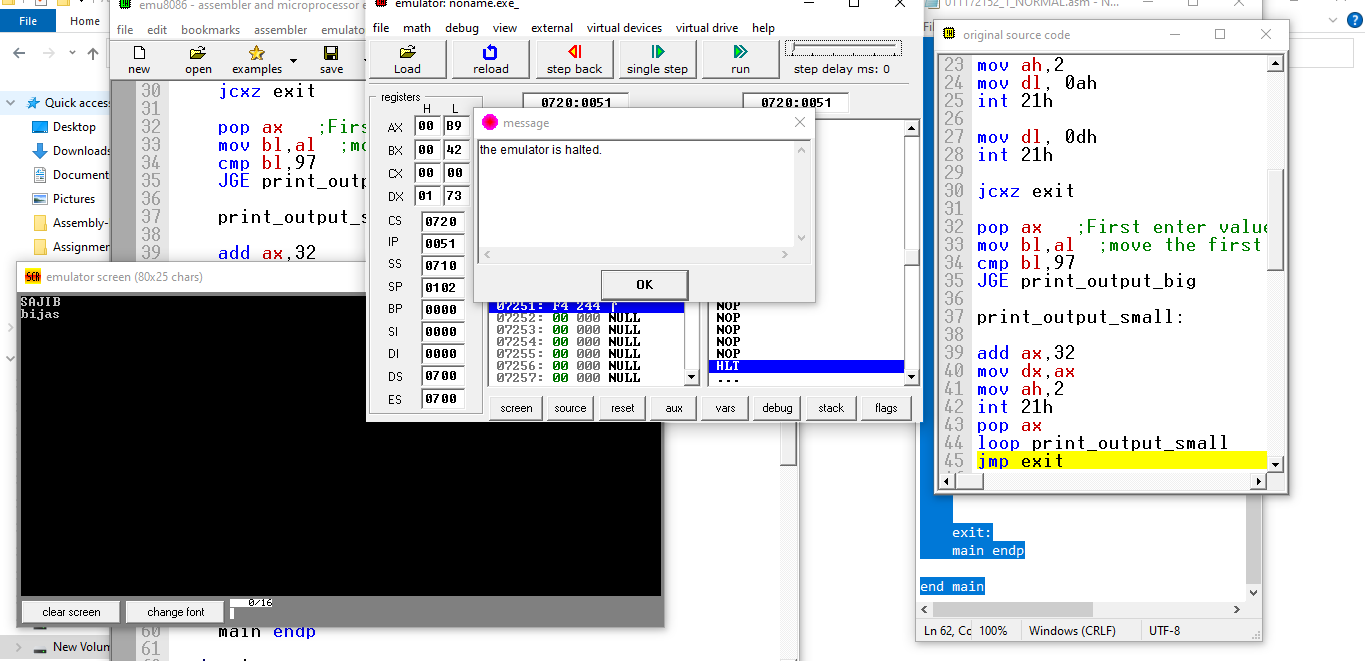 emu8086 - assembler and microprocessor e
File
Home
file edit bookmarks assembler emulato
new open examples save
Quick access
Desktop
Downloads
Document
Pictures
Assembly-
Assignmen
New Volun
30 jcxz exit
31
32 pop ax ;Firs
33 mov bl,al ;mo
34 cmp bl,97
35 JGE print_outp
36
37 print_output_s
38
39 add ax,32
60 main endp
61
emulator: noname.exe_
file math debug view external virtual devices virtual drive help
Load reload step back single step run step delay ms: 0
registers
H L
0720:0051 0720:0051
AX 00 B9
BX 00 42
CX 00 00
DX 01 73
CS 0720
IP 0051
SS 0710
SP 0102
BP 0000
SI 0000
DI 0000
DS 0700
ES 0700
message
the emulator is halted.
OK
07251: F4 244 ⌠
07252: 00 000 NULL
07253: 00 000 NULL
07254: 00 000 NULL
07255: 00 000 NULL
07256: 00 000 NULL
07257: 00 000 NULL
NOP
NOP
NOP
NOP
NOP
HLT
...
screen source reset aux vars debug stack flags
emulator screen (80x25 chars)
SAJIB
bijas
clear screen change font 0/16
011172152_T_NORMAL.asm - N...
original source code
23 mov ah,2
24 mov dl, 0ah
25 int 21h
26
27 mov dl, 0dh
28 int 21h
29
30 jcxz exit
31
32 pop ax ;First enter value
33 mov bl,al ;move the first
34 cmp bl,97
35 JGE print_output_big
36
37 print_output_small:
38
39 add ax,32
40 mov dx,ax
41 mov ah,2
42 int 21h
43 pop ax
44 loop print_output_small
45 jmp exit
exit:
main endp
end main
Ln 62, Cc 100% Windows (CRLF) UTF-8